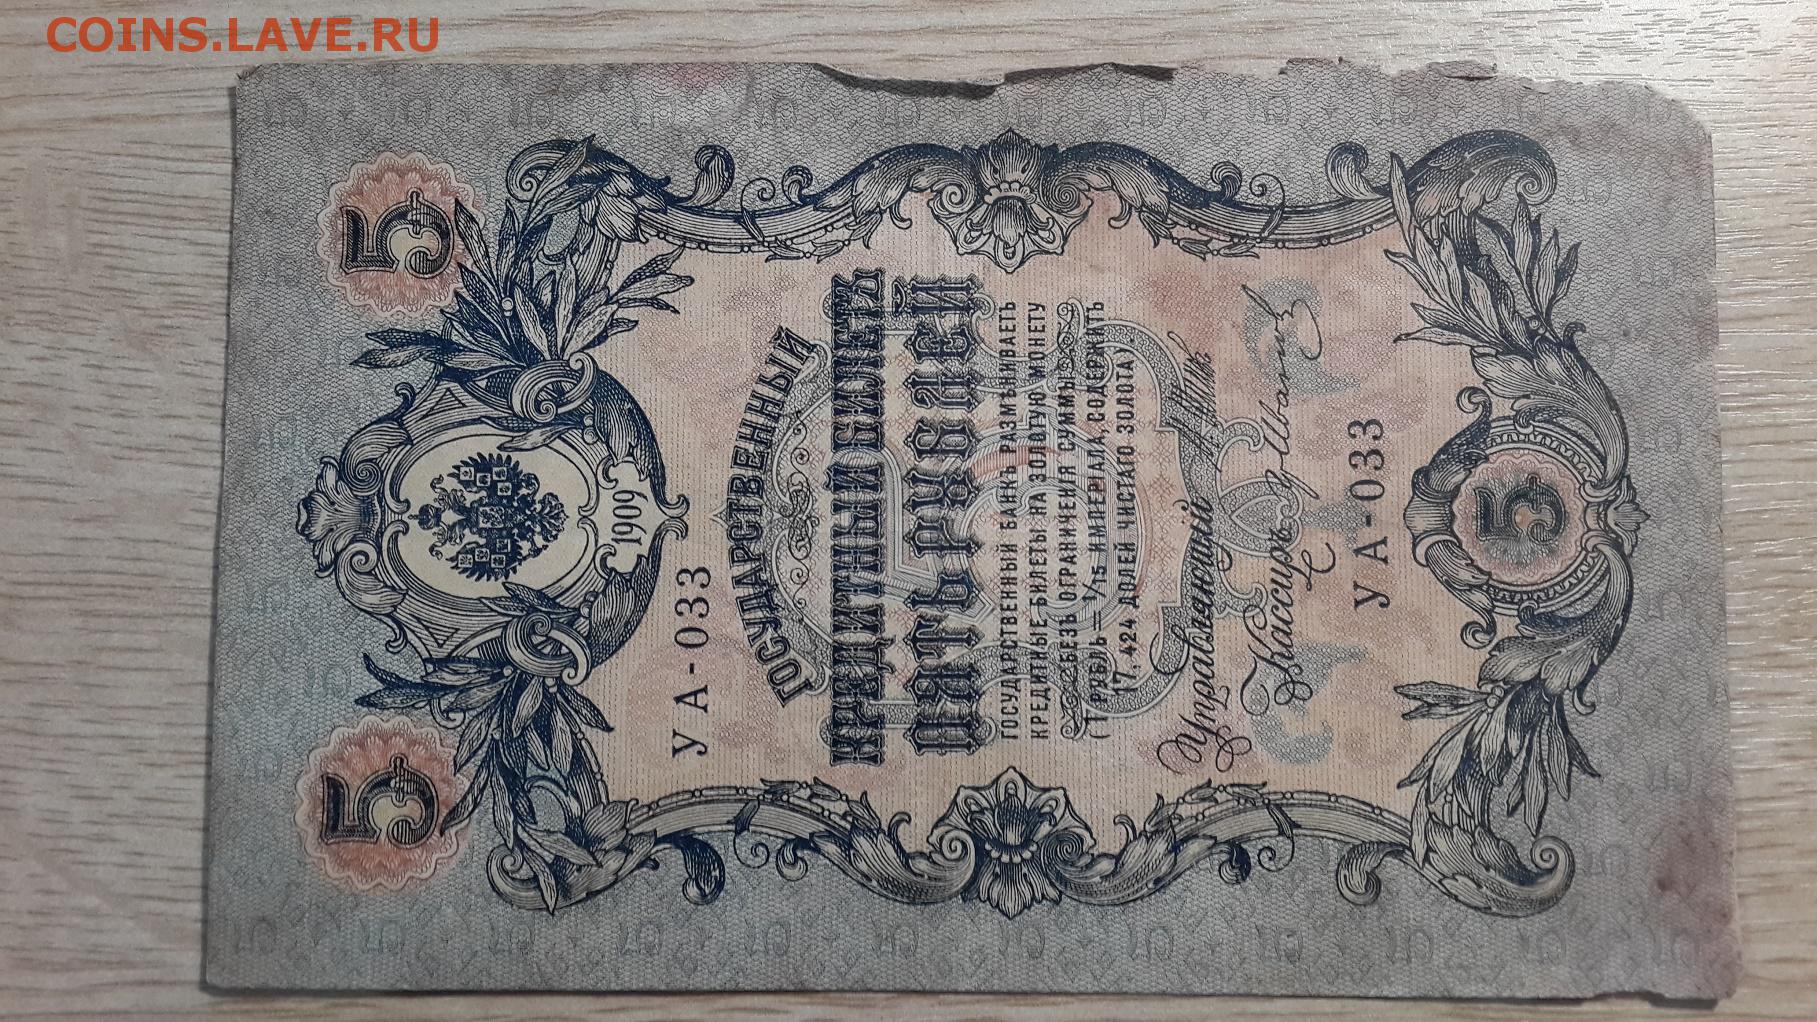 COINS.LAVE.RU
5 5
1909
УА-033
ГОСУДАРСТВЕННЫЙ
КРЕДИТНЫЙ БИЛЕТЪ
ПЯТЬ РУБЛЕЙ
ГОСУДАРСТВЕННЫЙ БАНКЪ РАЗМѢНИВАЕТЪ
КРЕДИТНЫЕ БИЛЕТЫ НА ЗОЛОТУЮ МОНЕТУ
БЕЗЪ ОГРАНИЧЕНІЯ СУММЫ
(1 РУБЛЬ = 1/15 ИМПЕРІАЛА, СОДЕРЖИТЪ
17,424 ДОЛЕЙ ЧИСТАГО ЗОЛОТА).
Управляющій
Кассиръ
УА-033
5